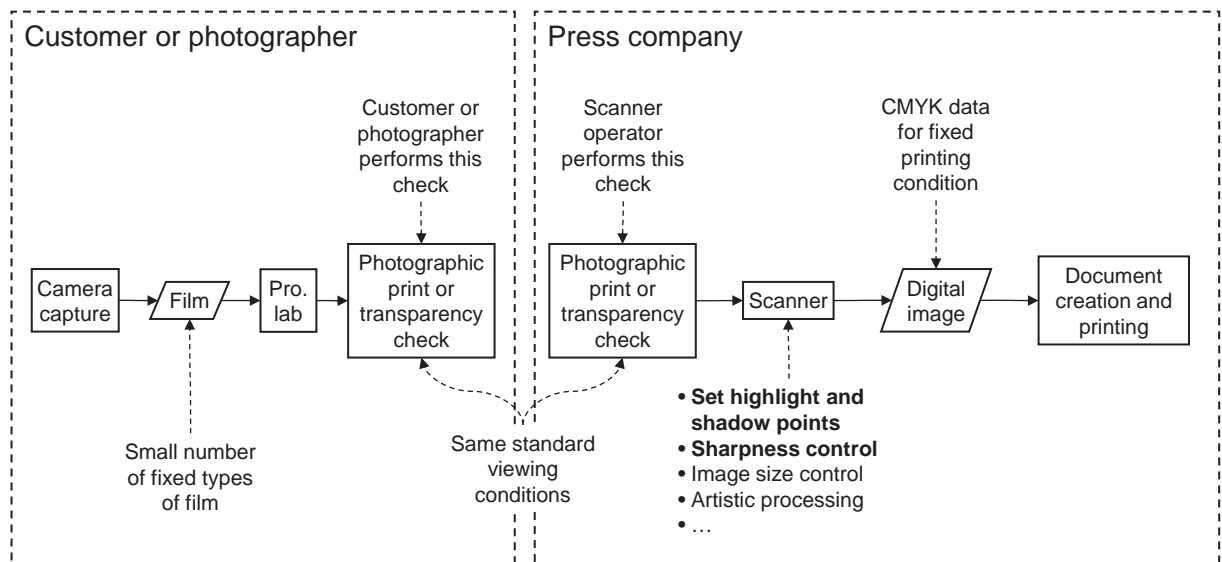 Customer or photographer
Customer or
photographer
performs this
check
Camera
capture
Film
Pro.
lab
Photographic
print or
transparency
check
Small number
of fixed types
of film
Same standard
viewing
conditions
Press company
Scanner
operator
performs this
check
CMYK data
for fixed
printing
condition
Photographic
print or
transparency
check
Scanner
Digital
image
Document
creation and
printing
• Set highlight and
shadow points
• Sharpness control
• Image size control
• Artistic processing
• …